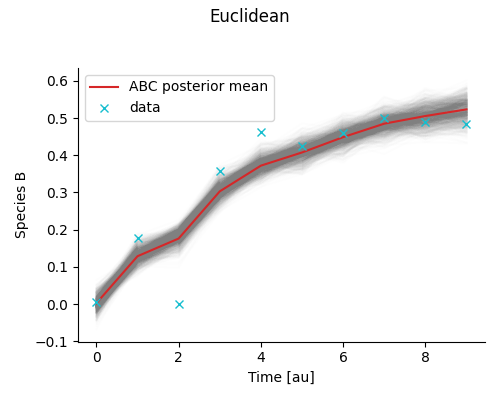 Euclidean
0.6
0.5
0.4
0.3
0.2
0.1
0.0
−0.1
Species B
ABC posterior mean
data
0 2 4 6 8
Time [au]